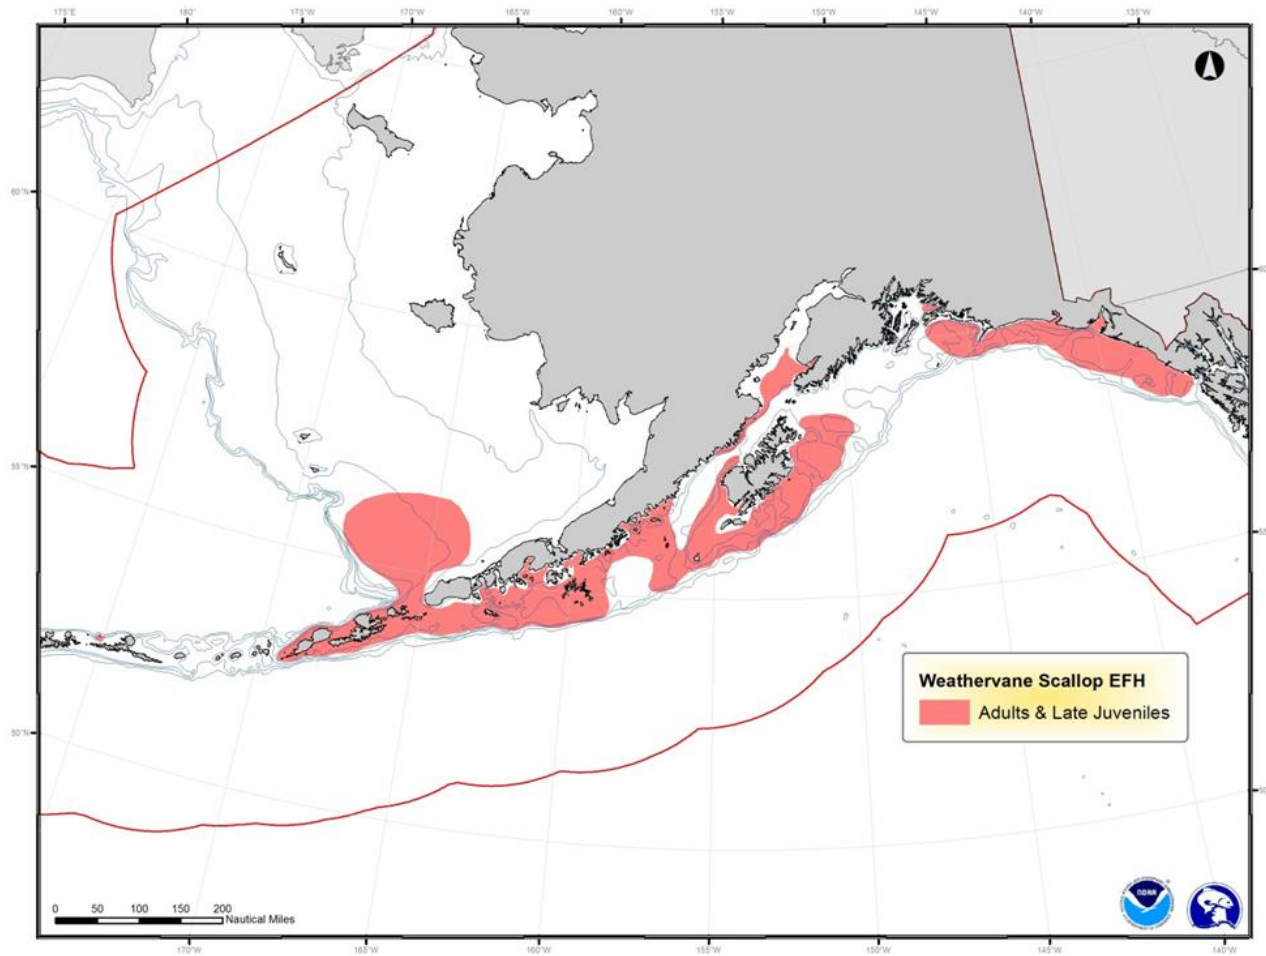 175°E 180° 175°W 170°W 165°W 160°W 155°W 150°W 145°W 140°W 135°W
60°N
55°N
50°N
Weathervane Scallop EFH
Adults & Late Juveniles
0 50 100 150 200
Nautical Miles
NOAA
170°W 165°W 160°W 155°W 150°W 145°W 140°W